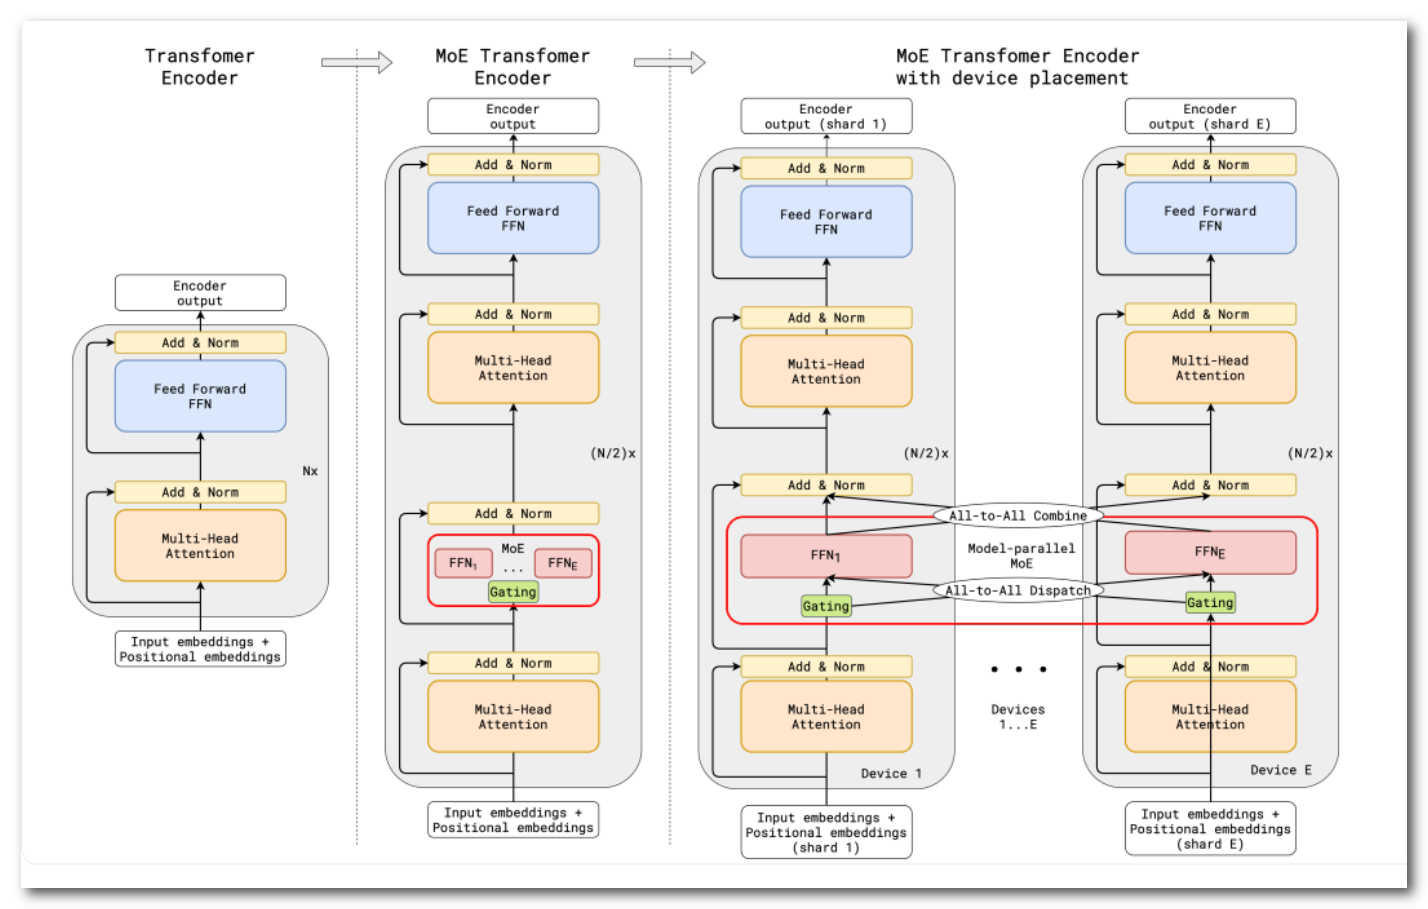 Transfomer
Encoder
Encoder
output
Add & Norm
Feed Forward
FFN
Nx
Add & Norm
Multi-Head
Attention
Input embeddings +
Positional embeddings
MoE Transfomer
Encoder
Encoder
output
Add & Norm
Feed Forward
FFN
Add & Norm
Multi-Head
Attention
(N/2)x
Add & Norm
MoE
FFN₁ ... FFNE
Gating
Add & Norm
Multi-Head
Attention
Input embeddings +
Positional embeddings
MoE Transfomer Encoder
with device placement
Encoder
output (shard 1)
Add & Norm
Feed Forward
FFN
Add & Norm
Multi-Head
Attention
(N/2)x
Add & Norm
FFN₁
Gating
Add & Norm
Multi-Head
Attention
Device 1
Input embeddings +
Positional embeddings
(shard 1)
All-to-All Combine
Model-parallel
MoE
All-to-All Dispatch
• • •
Devices
1...E
Encoder
output (shard E)
Add & Norm
Feed Forward
FFN
Add & Norm
Multi-Head
Attention
(N/2)x
Add & Norm
FFNE
Gating
Add & Norm
Multi-Head
Attention
Device E
Input embeddings +
Positional embeddings
(shard E)